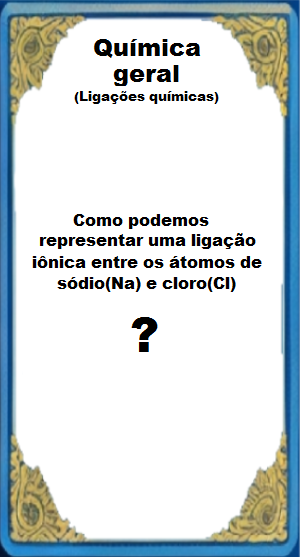 Química
geral
(Ligações químicas)
Como podemos
representar uma ligação
iônica entre os átomos de
sódio(Na) e cloro(Cl)
?